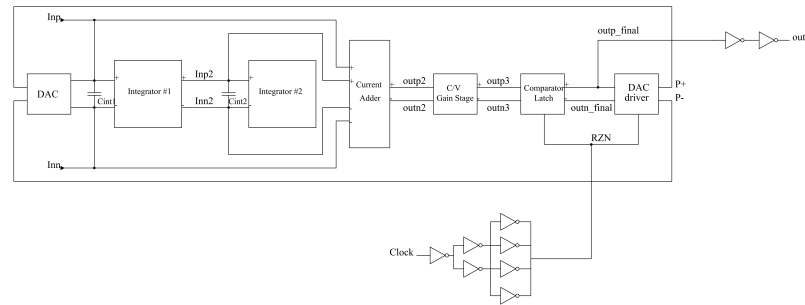 Inp
outp_final
out
Inp2
outp2
outp3
P+
P-
DAC
Cint1
Integrator #1
Inn2
Cint2
Integrator #2
Current
Adder
outn2
C/V
Gain Stage
outn3
Comparator
Latch
outn_final
DAC
driver
RZN
Inn
Clock
+
-
+
-
+
-
+
-
+
+
-
-
+
-
+
-
+
-
+
-